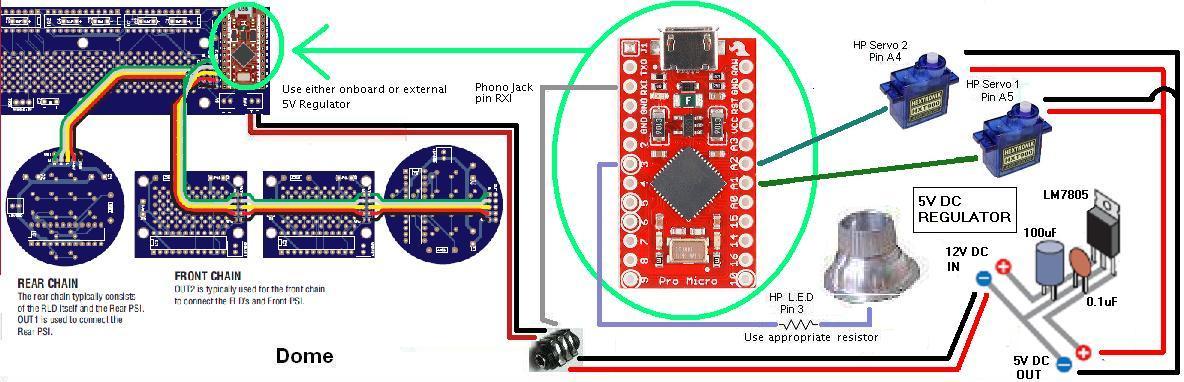 Use either onboard or external
5V Regulator
Phono Jack
pin RXI
HP Servo 2
Pin A4
HP Servo 1
Pin A5
HEXTRONIK
HXT900
HEXTRONIK
HXT900
J1
TXO
RXI
GND
GND
2
3
4
5
6
7
8
9
RAW
GND
RST
VCC
A3
A2
A1
A0
15
14
16
10
F
Pro Micro
5V DC
REGULATOR
LM7805
100uF
12V DC
IN
0.1uF
5V DC
OUT
HP L.E.D
Pin 3
Use appropriate resistor
REAR CHAIN
The rear chain typically consists
of the RLD itself and the Rear PSI.
OUT1 is used to connect the
Rear PSI.
FRONT CHAIN
OUT2 is typically used for the front chain
to connect the FLD's and Front PSI.
Dome